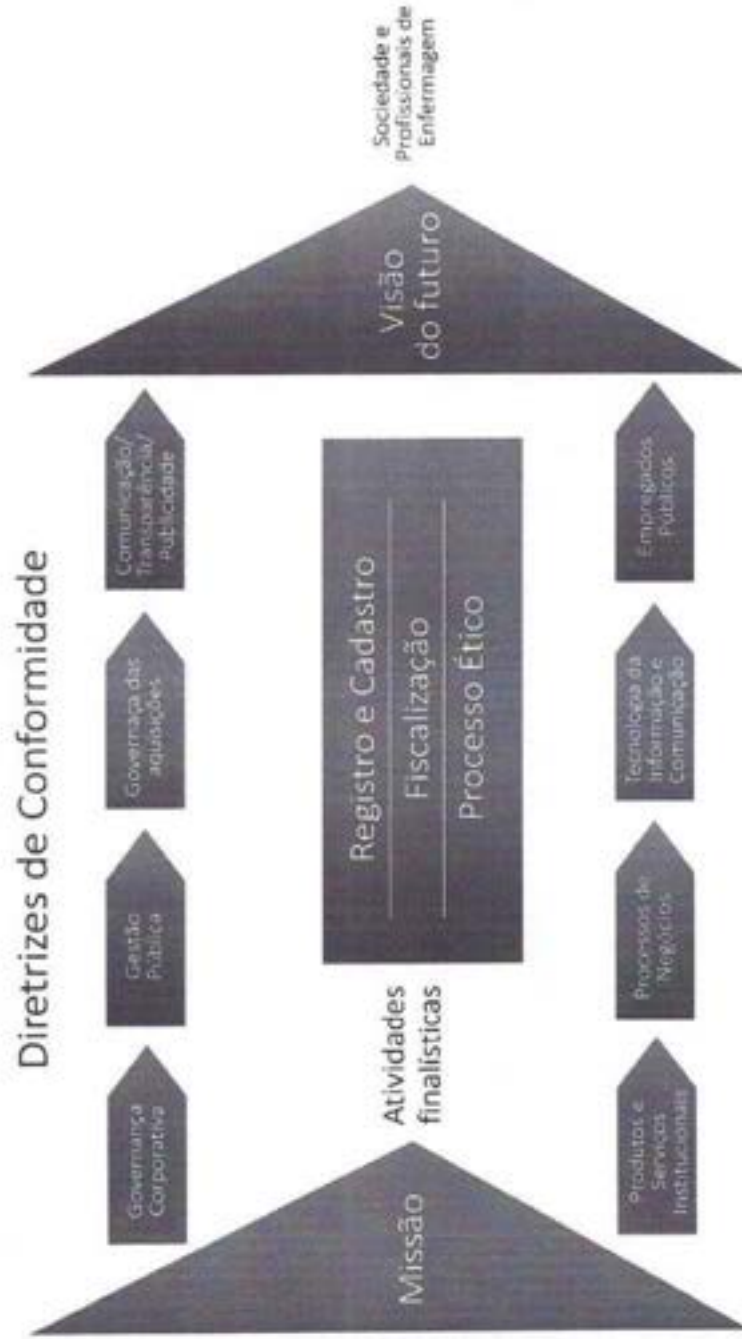 Diretrizes de Conformidade
Governança
Corporativa
Gestão
Pública
Governaça das
aquisições
Comunicação/
Transparência/
Publicidade
Missão
Atividades
finalísticas
Registro e Cadastro
Fiscalização
Processo Ético
Visão
do futuro
Sociedade e
Profissionais de
Enfermagem
Produtos e
Serviços
Institucionais
Processos de
Negócios
Tecnologia da
Informação e
Comunicação
Empregados
Públicos